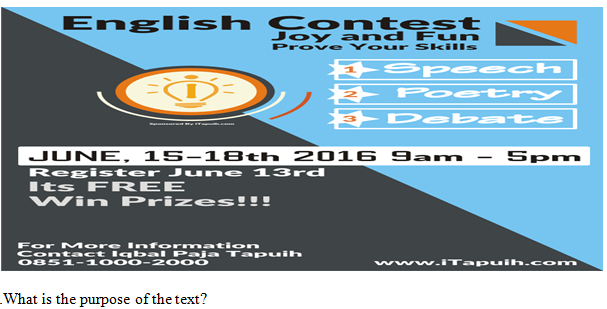 English Contest
Joy and Fun
Prove Your Skills
1 Speech
2 Poetry
3 Debate
Sponsored By iTapuih.com
JUNE, 15-18th 2016 9am - 5pm
Register June 13rd
Its FREE
Win Prizes!!!
For More Information
Contact Iqbal Paja Tapuih
0851-1000-2000
www.iTapuih.com
.What is the purpose of the text?